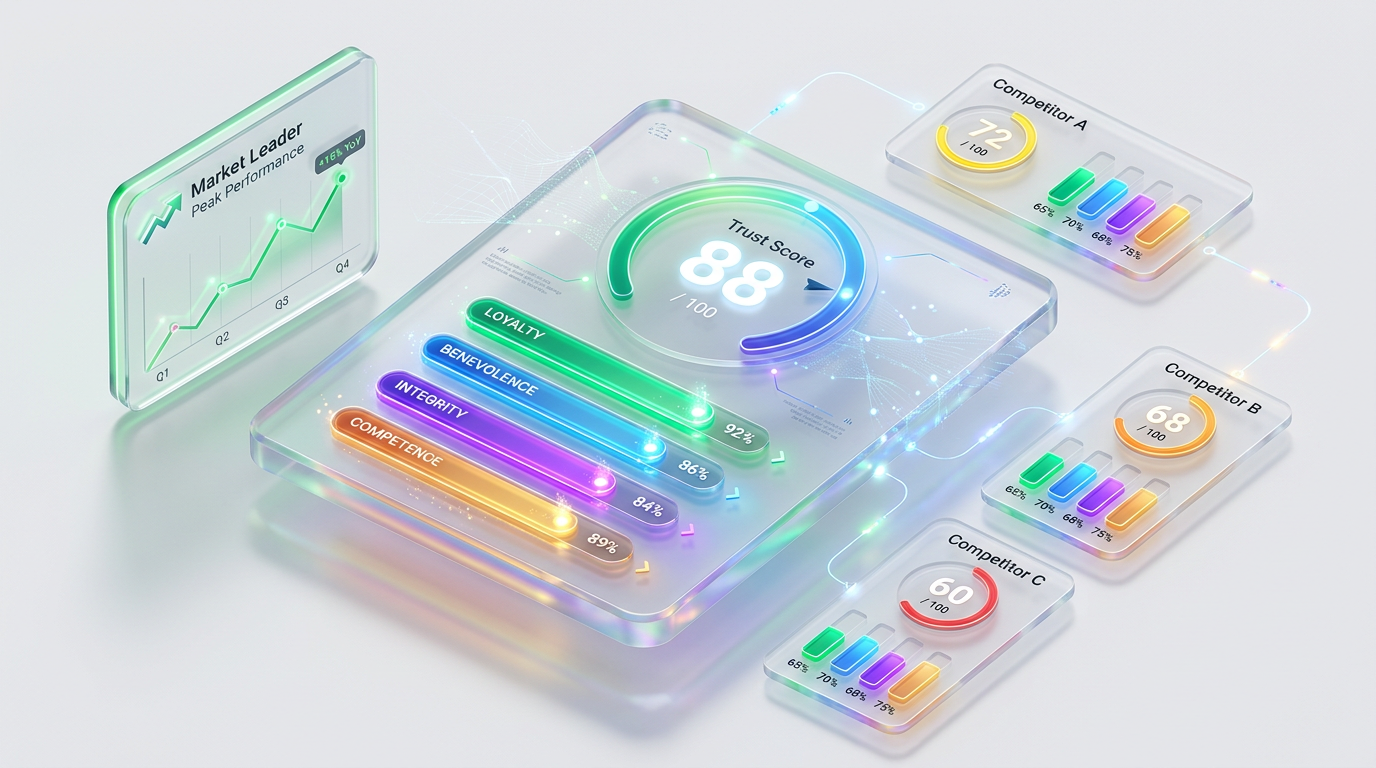 Market Leader
Peak Performance
Q1
Q2
Q3
Q4
Trust Score
88
/ 100
LOYALTY
92%
BENEVOLENCE
86%
INTEGRITY
84%
COMPETENCE
89%
Competitor A
72
/ 100
65%
70%
68%
75%
Competitor B
68
/ 100
70%
68%
75%
Competitor C
60
/ 100
68%
70%
68%
75%